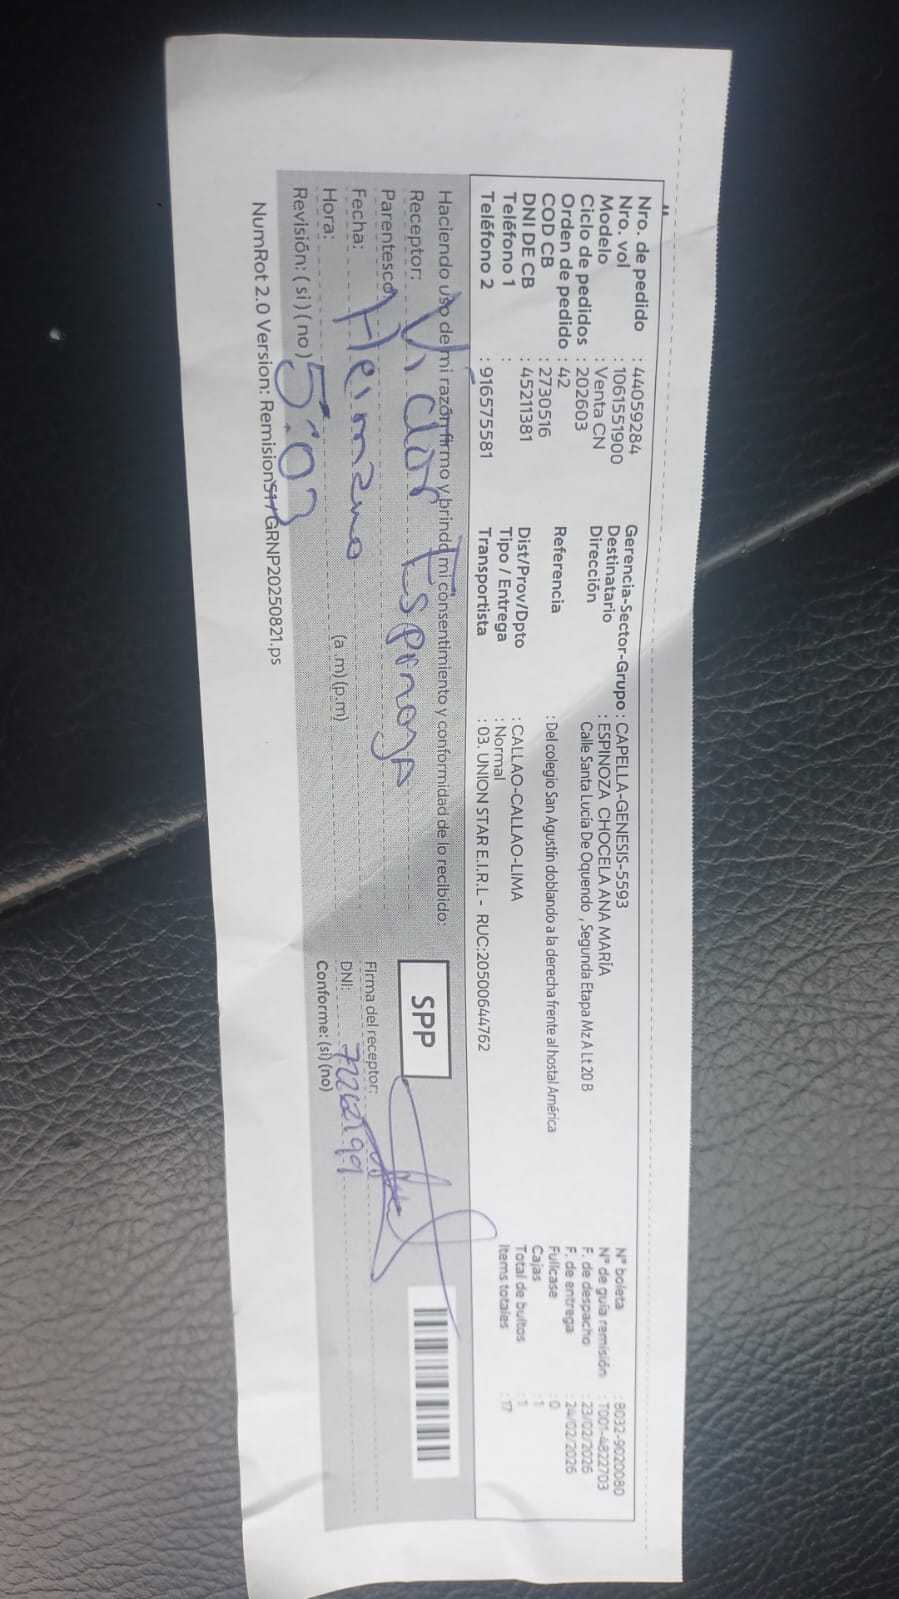 Nro. de pedido : 44059284
Nro. vol : 1061551900
Modelo : Venta CN
Ciclo de pedidos : 202603
Orden de pedido : 42
COD CB : 2730516
DNI DE CB : 45211381
Teléfono 1 :
Teléfono 2 : 916575581
Gerencia-Sector-Grupo : CAPELLA-GENESIS-5593
Destinatario : ESPINOZA CHOCELA ANA MARÍA
Dirección Calle Santa Lucía De Oquendo , Segunda Etapa Mz A Lt 20 B
Referencia : Del colegio San Agustin doblando a la derecha frente al hostal América
Dist/Prov/Dpto : CALLAO-CALLAO-LIMA
Tipo / Entrega : Normal
Transportista : 03. UNION STAR E.I.R.L - RUC:20500644762
N° boleta : B032-9020080
N° de guía remisión : T001-4822703
F. de despacho : 23/02/2026
F. de entrega : 24/02/2026
Fullcase : 0
Cajas : 1
Total de bultos : 1
Items totales : 17
Haciendo uso de mi razón firmo y brindo mi consentimiento y conformidad de lo recibido:
Receptor: Victor Espinoza
Parentesco: Hermano
Fecha:
Hora: 5:03 (a .m) (p.m)
Revisión: ( si ) ( no )
SPP
Firma del receptor:
DNI:
Conforme: (si) (no)
NumRot 2.0 Version: Remision GRNP20250821.ps